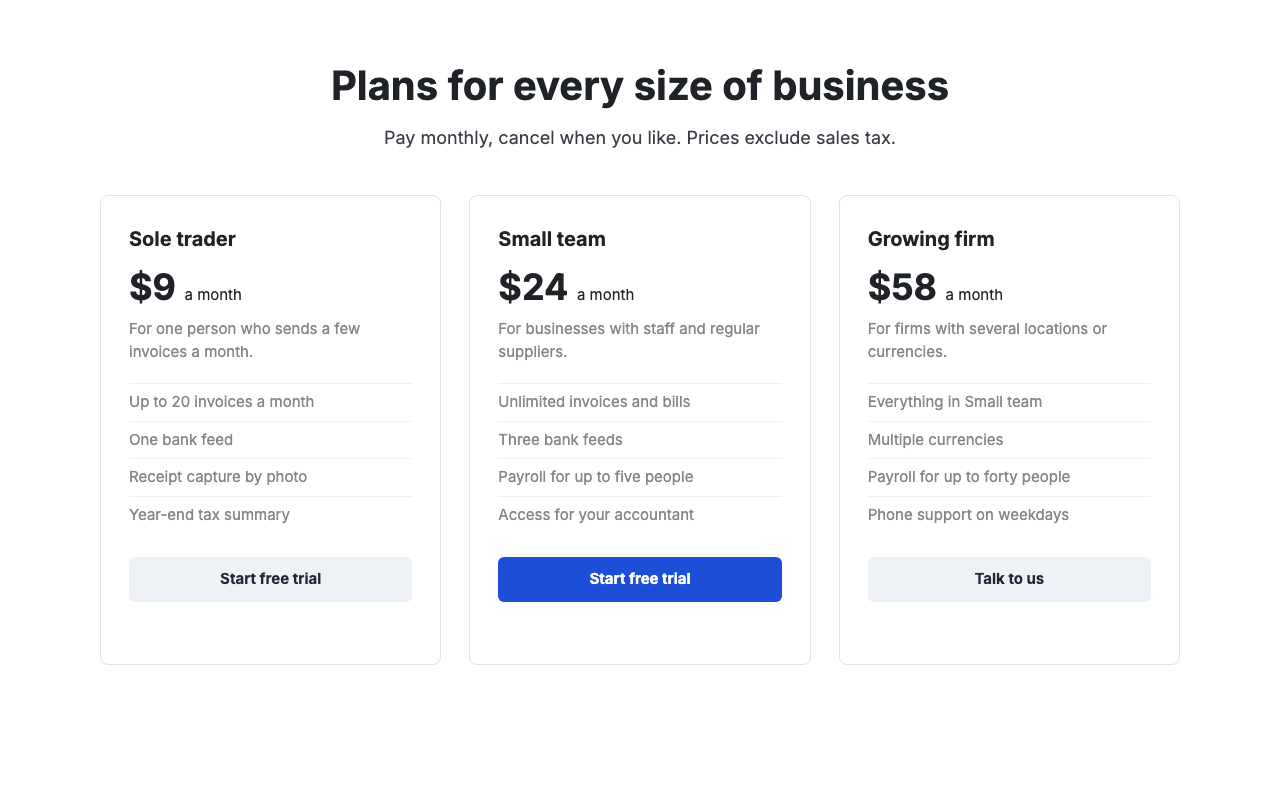 Plans for every size of business
Pay monthly, cancel when you like. Prices exclude sales tax.
Sole trader
$9 a month
For one person who sends a few
invoices a month.
Up to 20 invoices a month
One bank feed
Receipt capture by photo
Year-end tax summary
Start free trial
Small team
$24 a month
For businesses with staff and regular
suppliers.
Unlimited invoices and bills
Three bank feeds
Payroll for up to five people
Access for your accountant
Start free trial
Growing firm
$58 a month
For firms with several locations or
currencies.
Everything in Small team
Multiple currencies
Payroll for up to forty people
Phone support on weekdays
Talk to us